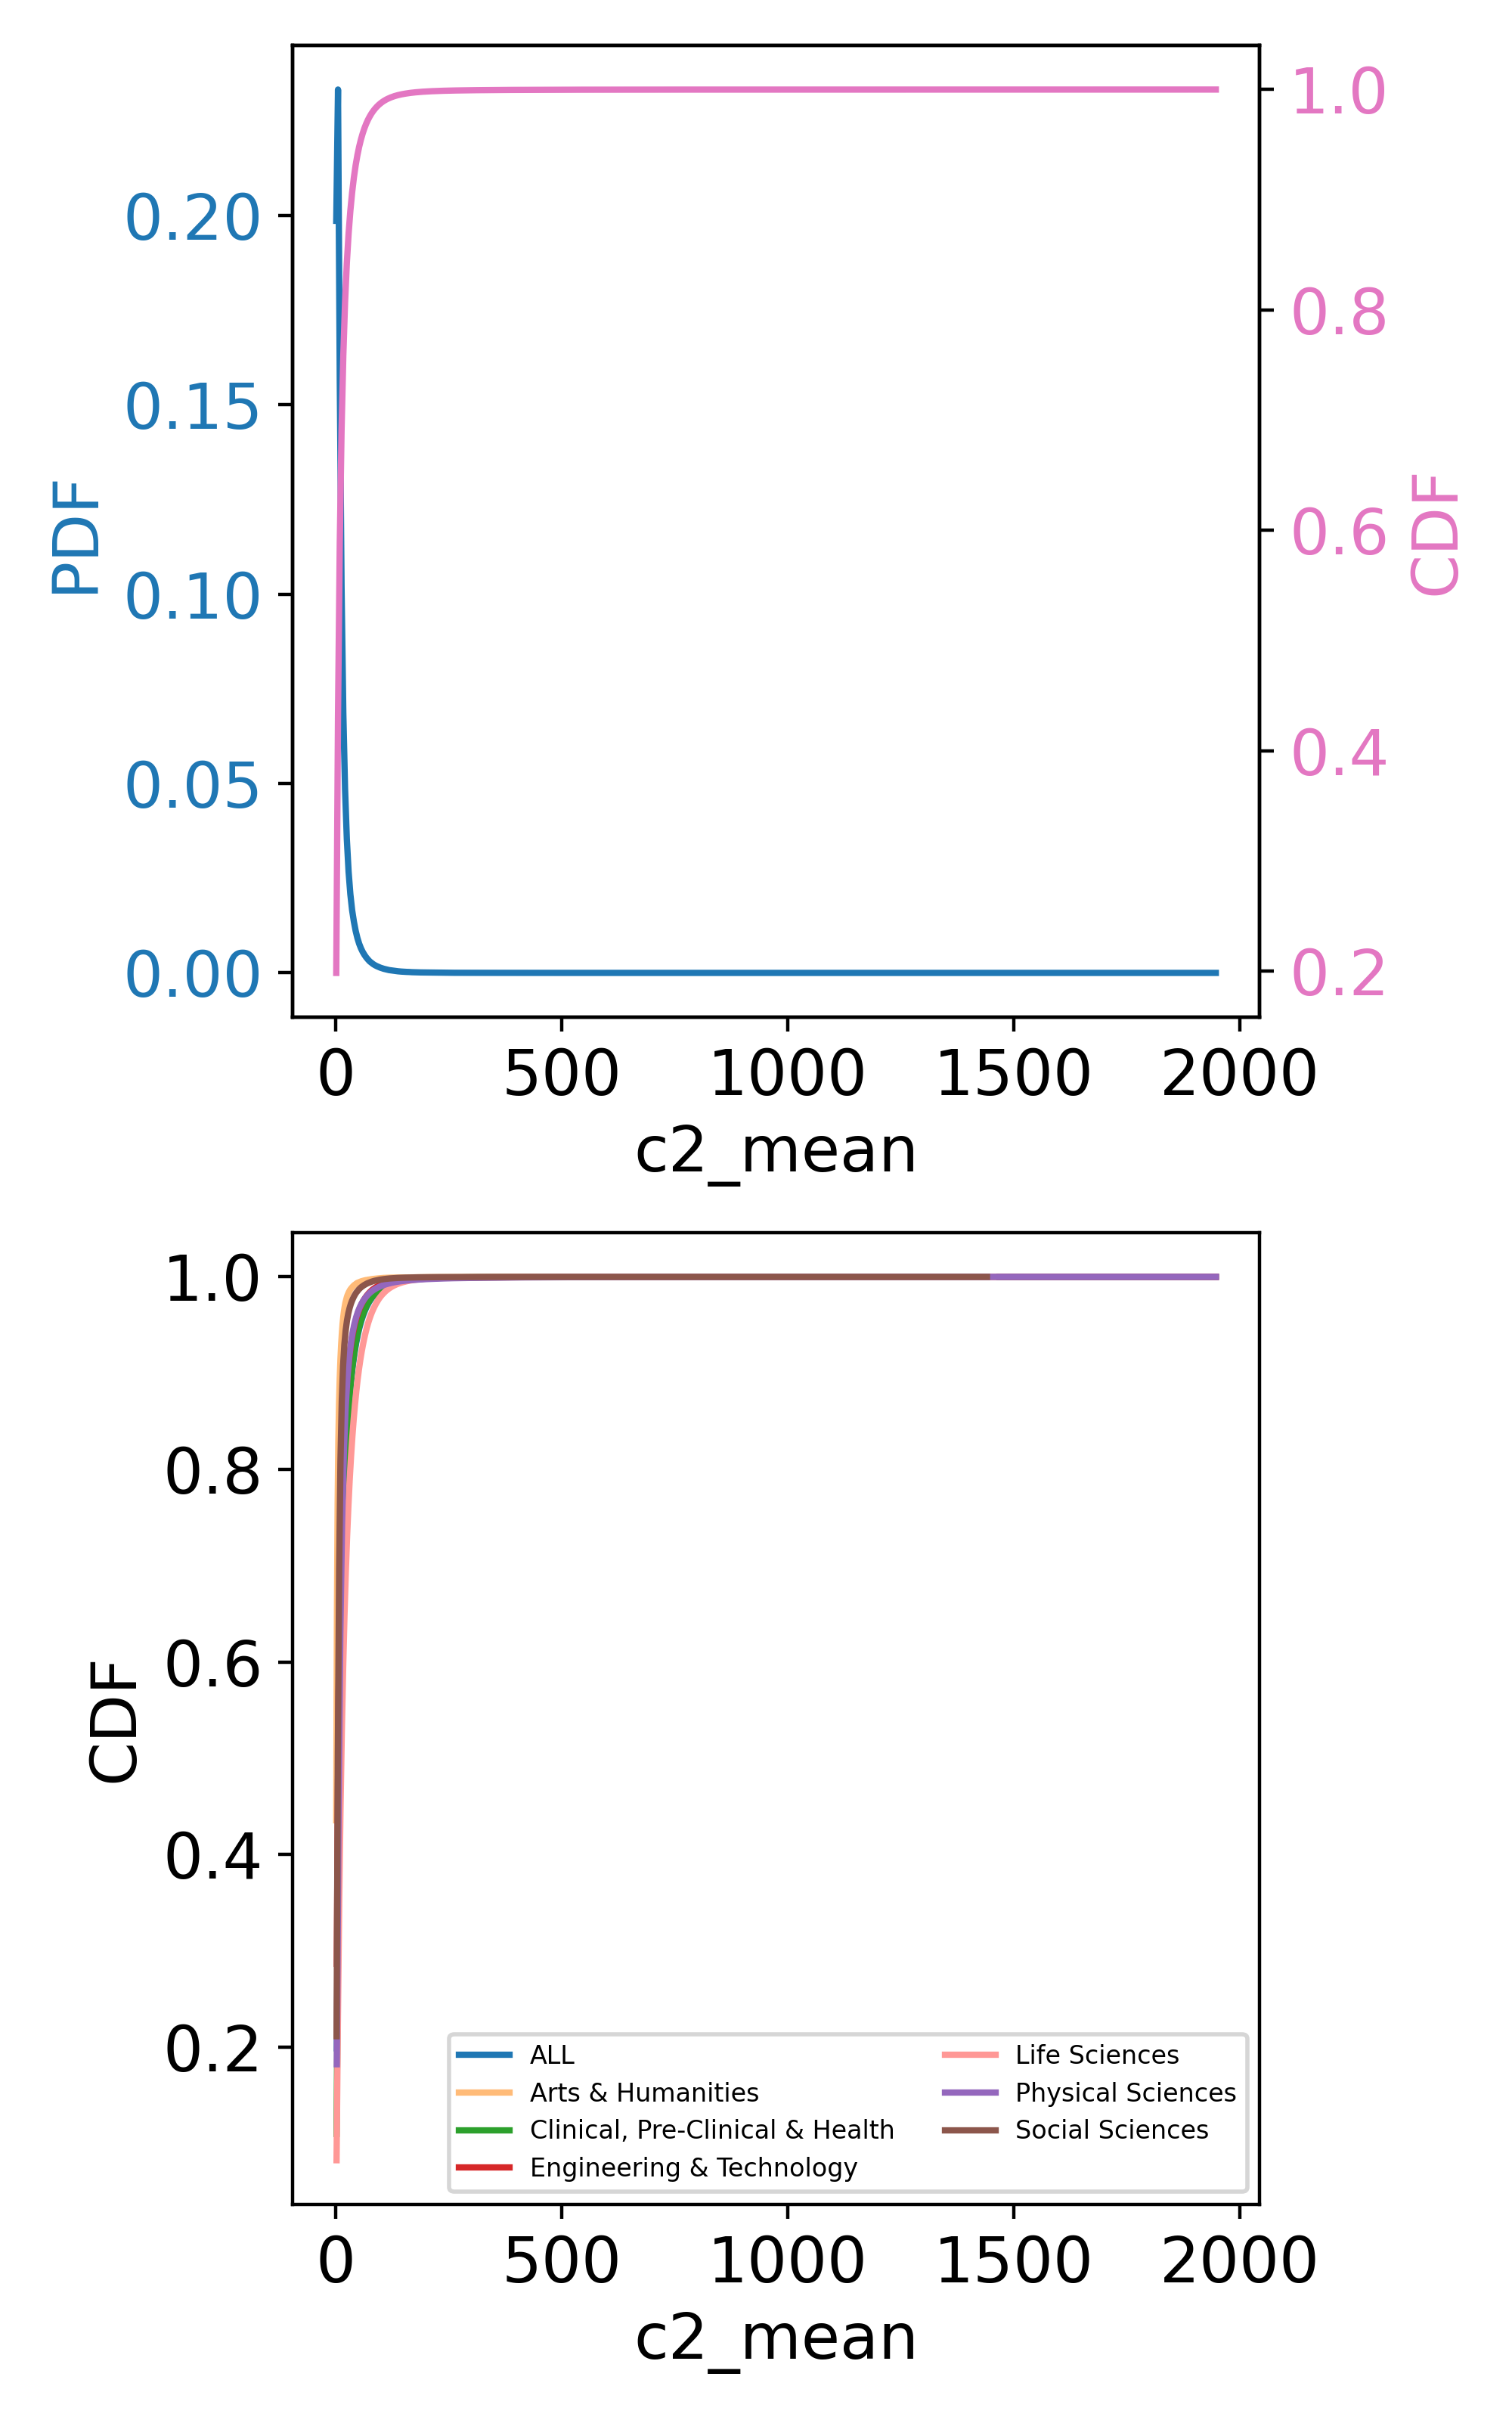 0.20
0.15
0.10
0.05
0.00
PDF
1.0
0.8
0.6
0.4
0.2
CDF
0 500 1000 1500 2000
c2_mean
1.0
0.8
0.6
0.4
0.2
CDF
ALL
Arts & Humanities
Clinical, Pre-Clinical & Health
Engineering & Technology
Life Sciences
Physical Sciences
Social Sciences
0 500 1000 1500 2000
c2_mean